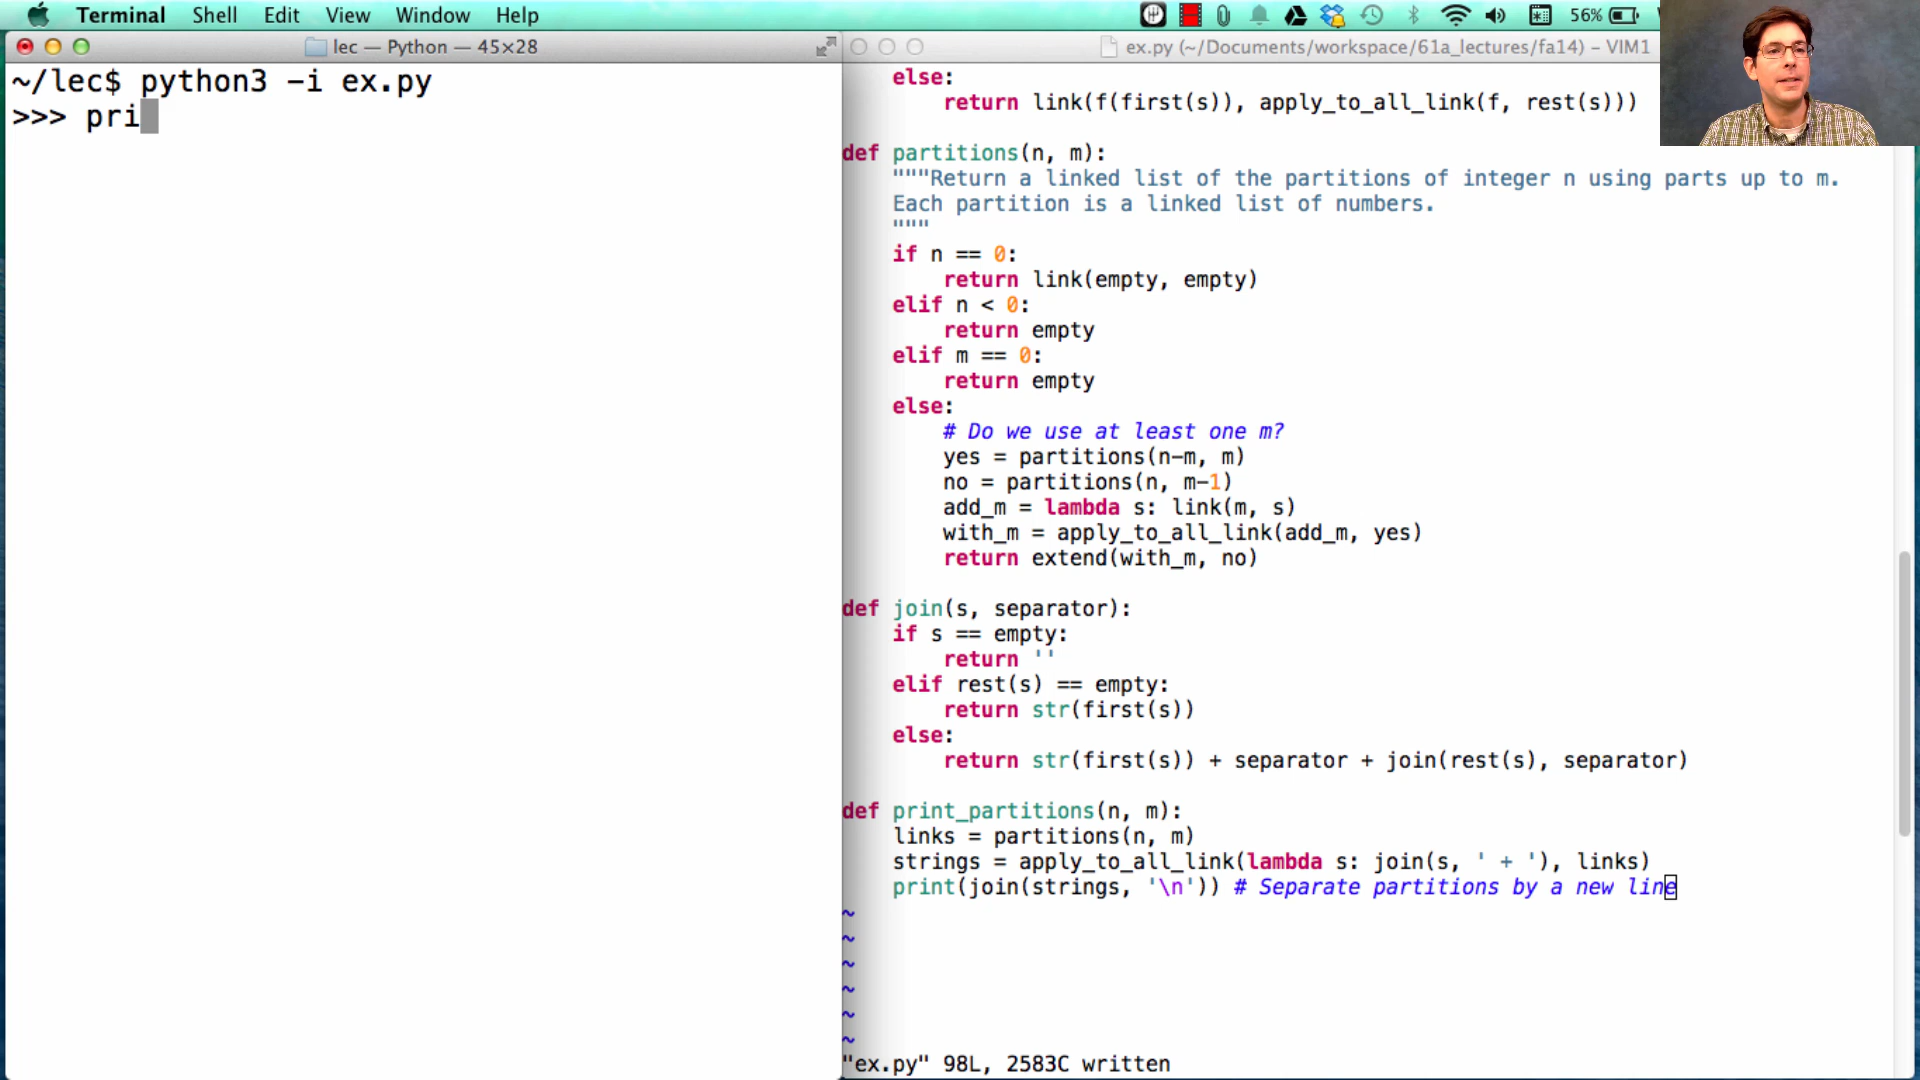 Terminal Shell Edit View Window Help 56%
lec — Python — 45×28
~/lec$ python3 -i ex.py
>>> pri
ex.py (~/Documents/workspace/61a_lectures/fa14) – VIM1
else:
return link(f(first(s)), apply_to_all_link(f, rest(s)))
def partitions(n, m):
"""Return a linked list of the partitions of integer n using parts up to m.
Each partition is a linked list of numbers.
"""
if n == 0:
return link(empty, empty)
elif n < 0:
return empty
elif m == 0:
return empty
else:
# Do we use at least one m?
yes = partitions(n-m, m)
no = partitions(n, m-1)
add_m = lambda s: link(m, s)
with_m = apply_to_all_link(add_m, yes)
return extend(with_m, no)
def join(s, separator):
if s == empty:
return ''
elif rest(s) == empty:
return str(first(s))
else:
return str(first(s)) + separator + join(rest(s), separator)
def print_partitions(n, m):
links = partitions(n, m)
strings = apply_to_all_link(lambda s: join(s, ' + '), links)
print(join(strings, '\n')) # Separate partitions by a new line
~
~
~
~
~
~
"ex.py" 98L, 2583C written